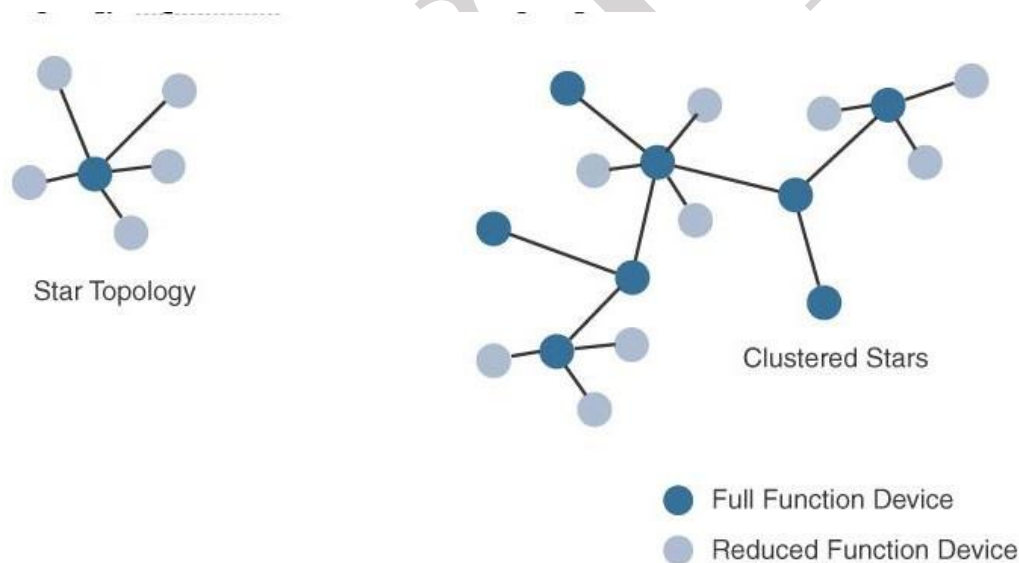 Star Topology
Clustered Stars
Full Function Device
Reduced Function Device